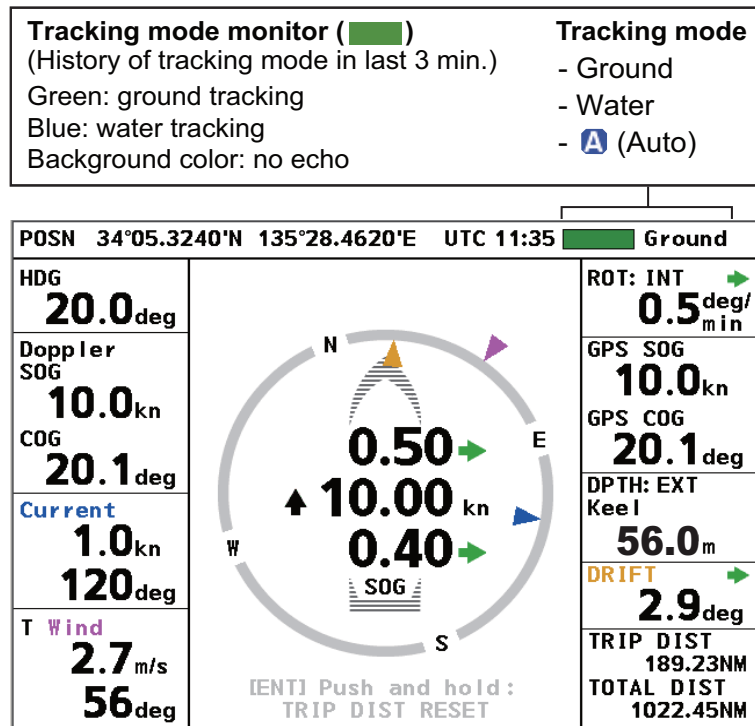 Tracking mode monitor ( )
(History of tracking mode in last 3 min.)
Green: ground tracking
Blue: water tracking
Background color: no echo
Tracking mode
- Ground
- Water
- A (Auto)
POSN 34°05.3240'N 135°28.4620'E UTC 11:35 Ground
HDG
20.0deg
Doppler
SOG
10.0kn
COG
20.1deg
Current
1.0kn
120deg
T Wind
2.7m/s
56deg
N
E
W
S
0.50
10.00 kn
0.40
SOG
[ENT] Push and hold:
TRIP DIST RESET
ROT: INT
0.5deg/
min
GPS SOG
10.0kn
GPS COG
20.1deg
DPTH: EXT
Keel
56.0m
DRIFT
2.9deg
TRIP DIST
189.23NM
TOTAL DIST
1022.45NM